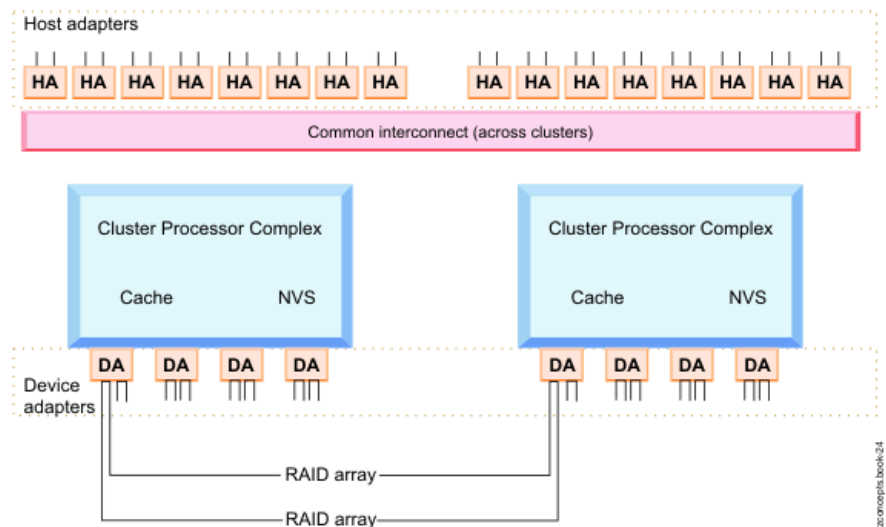 Host adapters
HA HA HA HA HA HA HA HA HA HA HA HA HA HA HA HA
Common interconnect (across clusters)
Cluster Processor Complex
Cache NVS
Cluster Processor Complex
Cache NVS
DA DA DA DA DA DA DA DA
Device
adapters
RAID array
RAID array
zconcepts.book-24